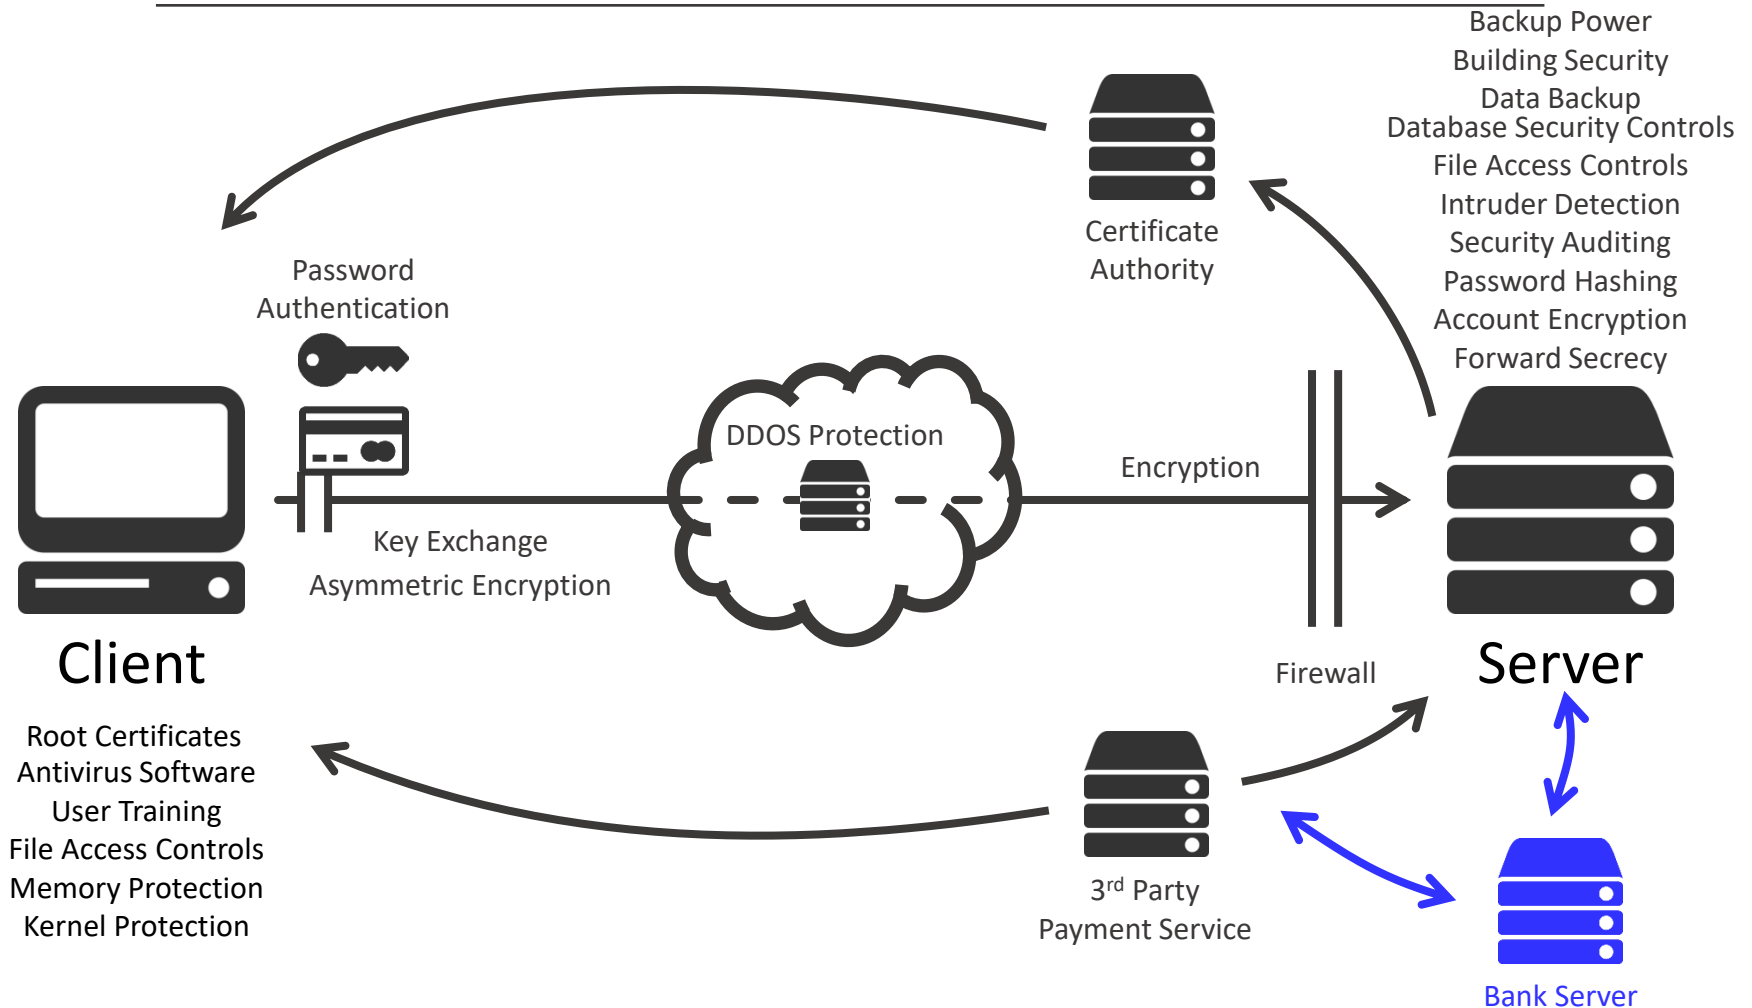 Backup Power
Building Security
Data Backup
Database Security Controls
File Access Controls
Intruder Detection
Security Auditing
Password Hashing
Account Encryption
Forward Secrecy
Certificate
Authority
Password
Authentication
DDOS Protection
Encryption
Key Exchange
Asymmetric Encryption
Client
Firewall
Server
Root Certificates
Antivirus Software
User Training
File Access Controls
Memory Protection
Kernel Protection
3rd Party
Payment Service
Bank Server